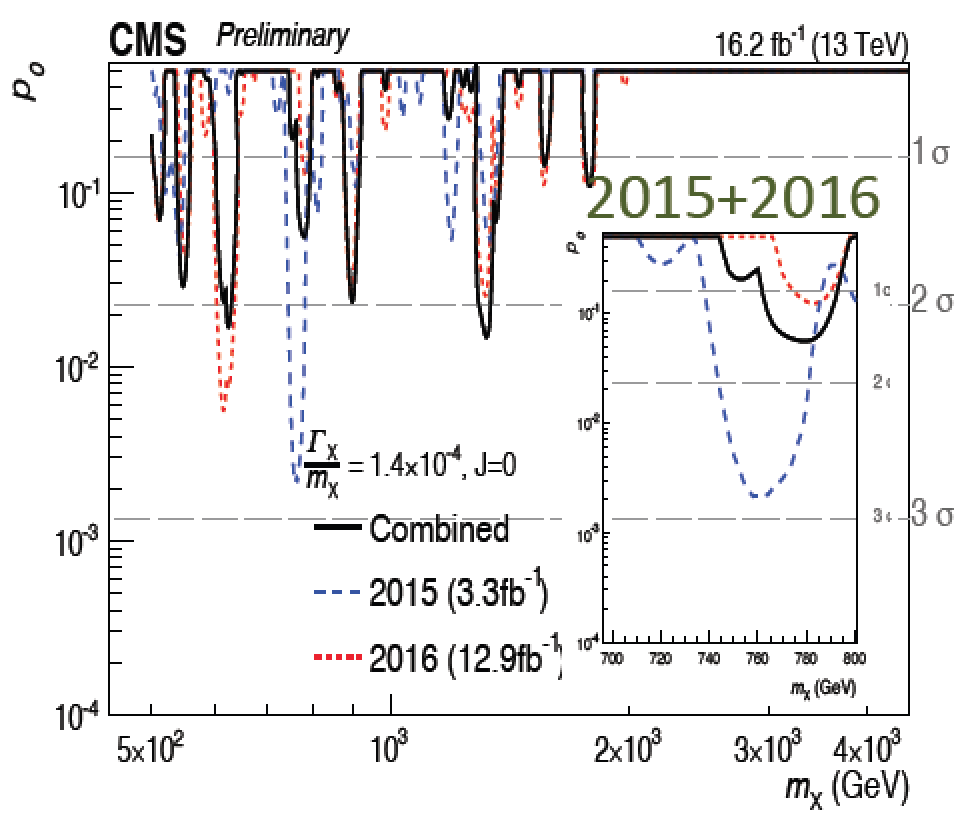 CMS Preliminary 16.2 fb⁻¹ (13 TeV)
p₀
1 σ
10⁻¹
2015+2016
p₀
1σ
10⁻¹
2 σ
10⁻²
2σ
10⁻²
Γ_X
m_X = 1.4×10⁻⁴, J=0
3σ
3 σ
Combined
10⁻³
10⁻³
2015 (3.3fb⁻¹)
2016 (12.9fb⁻¹)
10⁻⁴
700 720 740 760 780 800
m_X (GeV)
10⁻⁴
5×10² 10³ 2×10³ 3×10³ 4×10³
m_X (GeV)